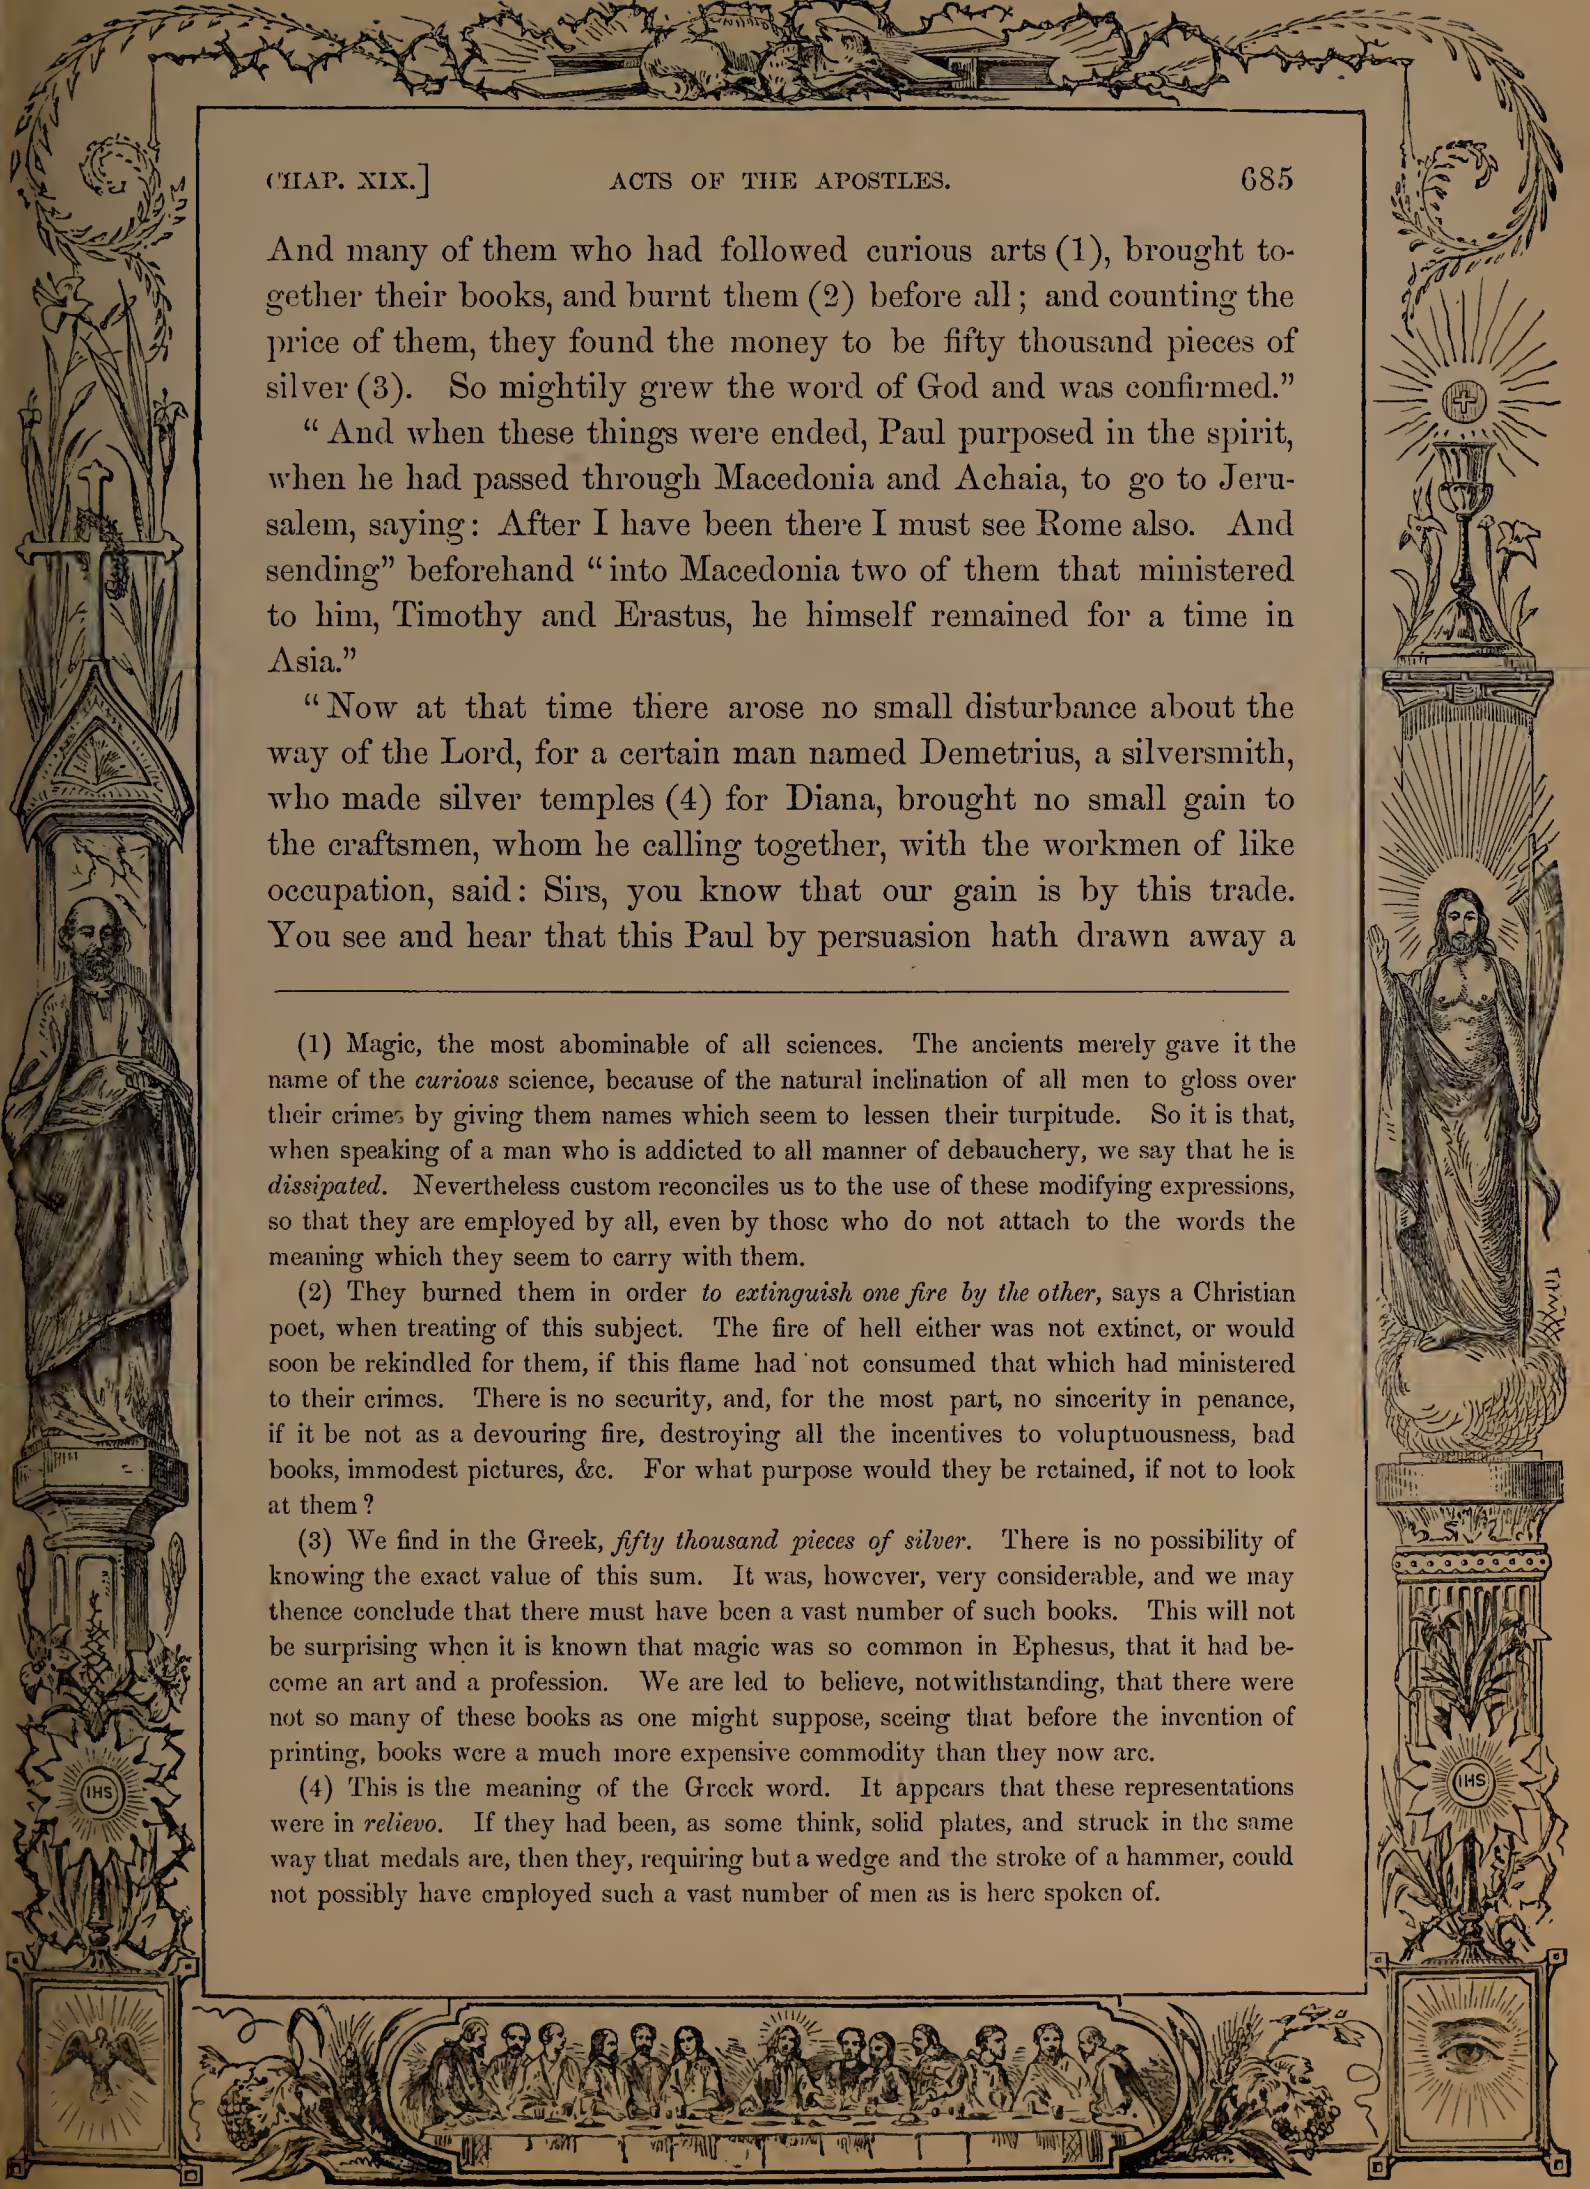 CHAP. XIX.] ACTS OF THE APOSTLES. 685
And many of them who had followed curious arts (1), brought to-
gether their books, and burnt them (2) before all; and counting the
price of them, they found the money to be fifty thousand pieces of
silver (3). So mightily grew the word of God and was confirmed.”
“And when these things were ended, Paul purposed in the spirit,
when he had passed through Macedonia and Achaia, to go to Jeru-
salem, saying: After I have been there I must see Rome also. And
sending” beforehand “into Macedonia two of them that ministered
to him, Timothy and Erastus, he himself remained for a time in
Asia.”
“Now at that time there arose no small disturbance about the
way of the Lord, for a certain man named Demetrius, a silversmith,
who made silver temples (4) for Diana, brought no small gain to
the craftsmen, whom he calling together, with the workmen of like
occupation, said: Sirs, you know that our gain is by this trade.
You see and hear that this Paul by persuasion hath drawn away a
(1) Magic, the most abominable of all sciences. The ancients merely gave it the
name of the curious science, because of the natural inclination of all men to gloss over
their crimes by giving them names which seem to lessen their turpitude. So it is that,
when speaking of a man who is addicted to all manner of debauchery, we say that he is
dissipated. Nevertheless custom reconciles us to the use of these modifying expressions,
so that they are employed by all, even by those who do not attach to the words the
meaning which they seem to carry with them.
(2) They burned them in order to extinguish one fire by the other, says a Christian
poet, when treating of this subject. The fire of hell either was not extinct, or would
soon be rekindled for them, if this flame had not consumed that which had ministered
to their crimes. There is no security, and, for the most part, no sincerity in penance,
if it be not as a devouring fire, destroying all the incentives to voluptuousness, bad
books, immodest pictures, &c. For what purpose would they be retained, if not to look
at them?
(3) We find in the Greek, fifty thousand pieces of silver. There is no possibility of
knowing the exact value of this sum. It was, however, very considerable, and we may
thence conclude that there must have been a vast number of such books. This will not
be surprising when it is known that magic was so common in Ephesus, that it had be-
come an art and a profession. We are led to believe, notwithstanding, that there were
not so many of these books as one might suppose, seeing that before the invention of
printing, books were a much more expensive commodity than they now are.
(4) This is the meaning of the Greek word. It appears that these representations
were in relievo. If they had been, as some think, solid plates, and struck in the same
way that medals are, then they, requiring but a wedge and the stroke of a hammer, could
not possibly have employed such a vast number of men as is here spoken of.
IHS
IHS